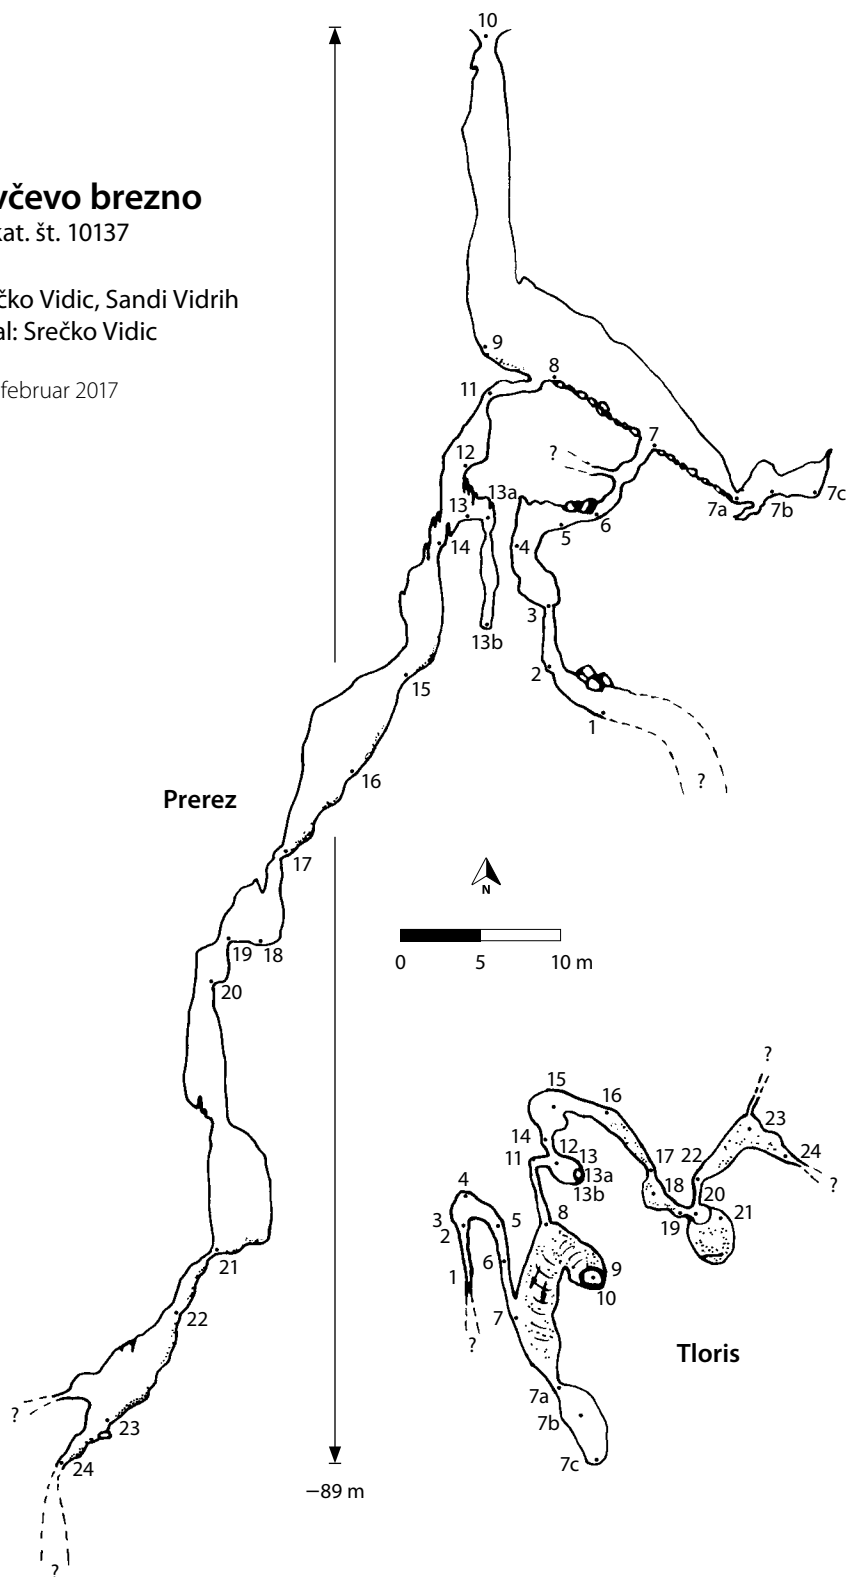 10
včevo brezno
kat. št. 10137
čko Vidic, Sandi Vidrih
al: Srečko Vidic
februar 2017
9
8
11
7
12
?
13a
7c
7a
7b
13
6
5
14
4
3
13b
2
15
1
16
?
Prerez
17
N
19
18
0
5
10 m
20
?
15
16
23
14
12
13
17
22
24
11
13a
18
?
13b
20
4
21
3
5
8
19
2
21
6
9
1
10
22
7
?
Tloris
7a
?
23
7b
7c
24
−89 m
?